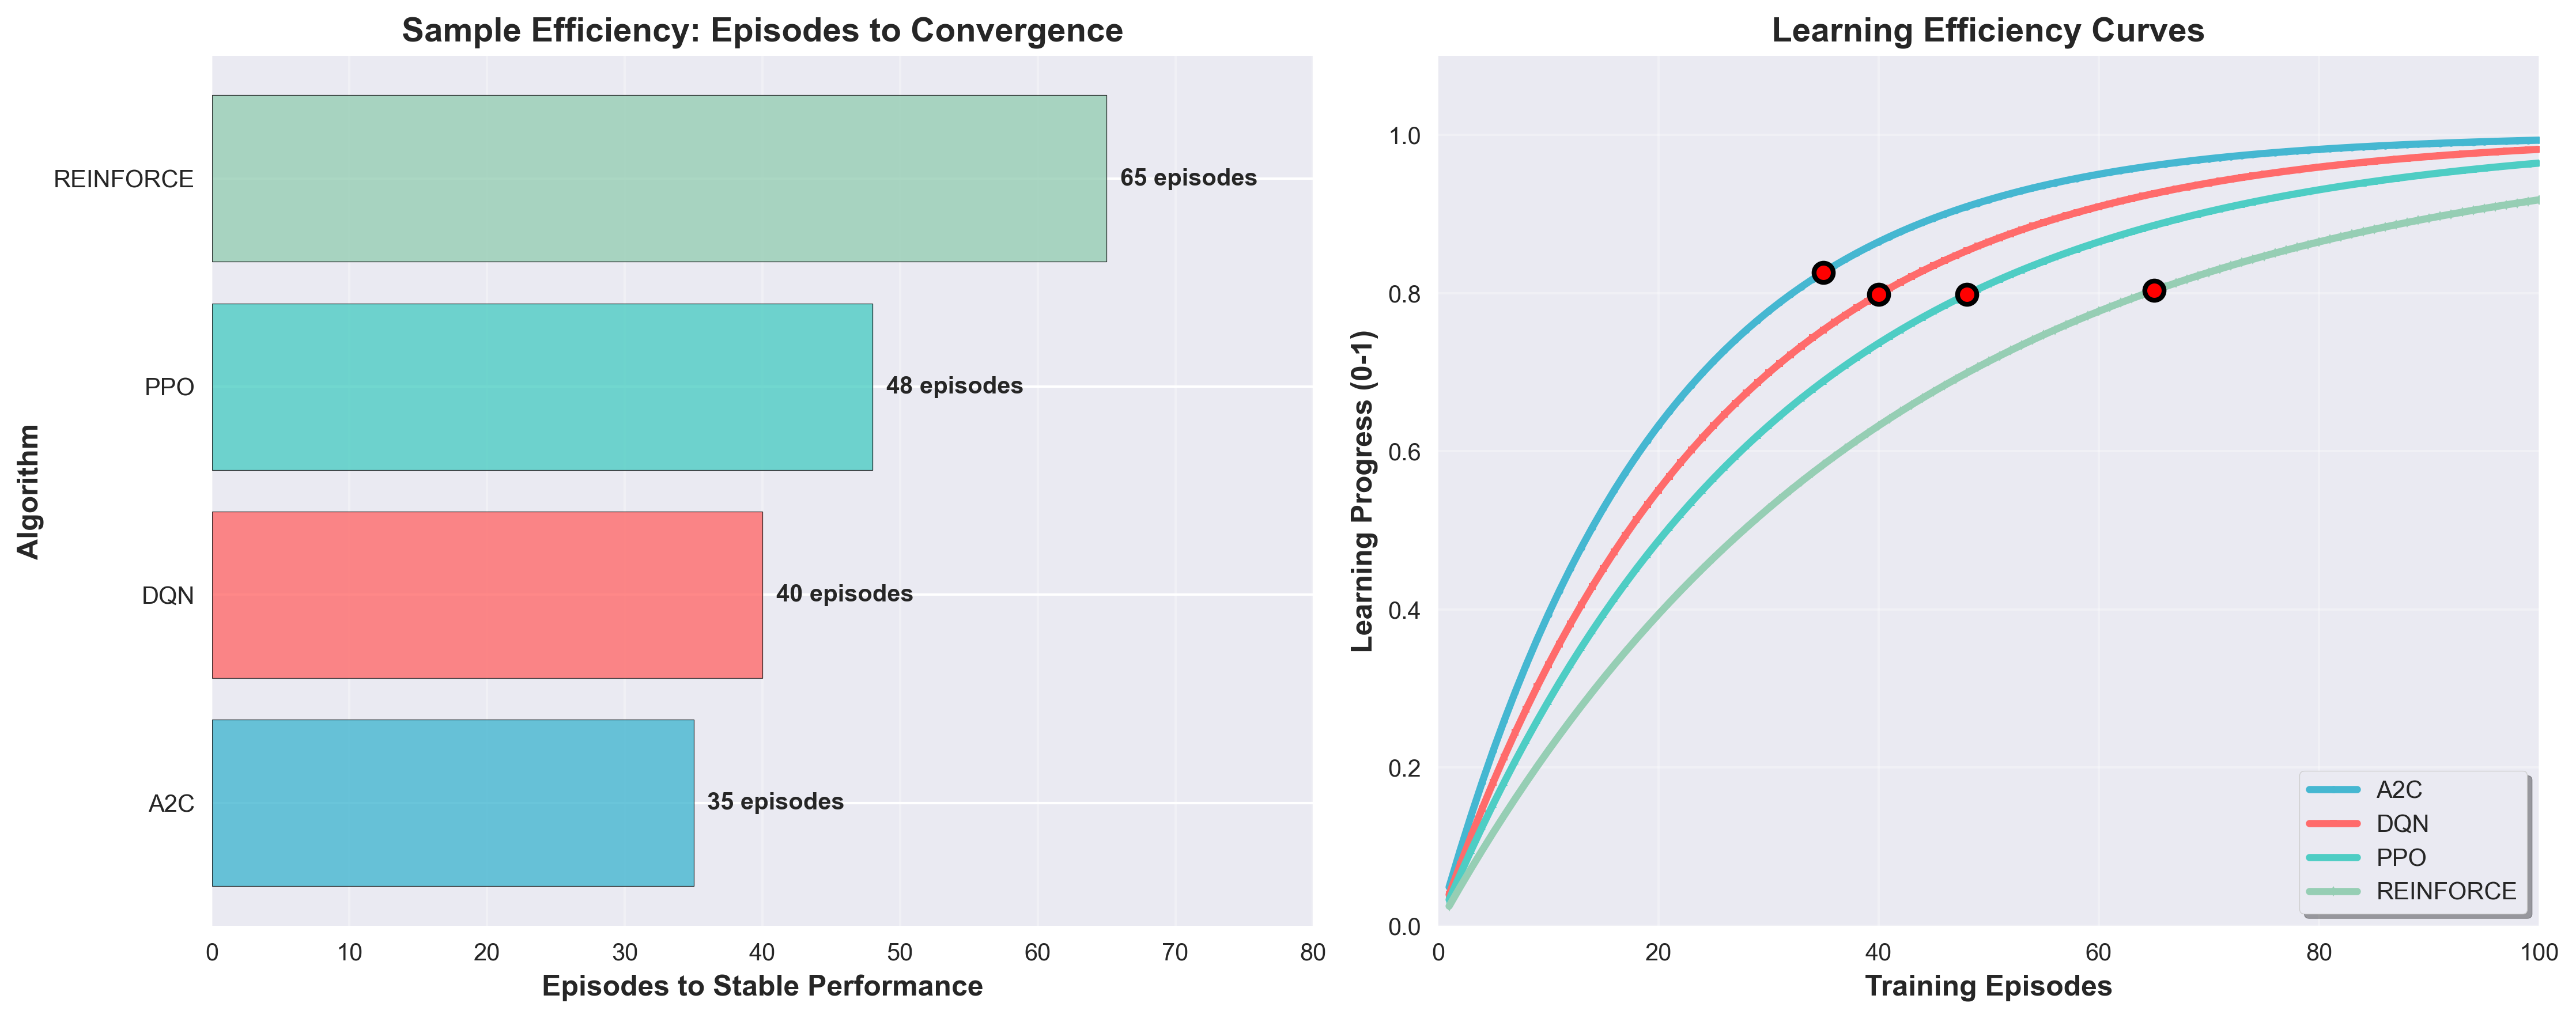 Sample Efficiency: Episodes to Convergence
Algorithm
REINFORCE
65 episodes
PPO
48 episodes
DQN
40 episodes
A2C
35 episodes
0 10 20 30 40 50 60 70 80
Episodes to Stable Performance
Learning Efficiency Curves
Learning Progress (0-1)
1.0
0.8
0.6
0.4
0.2
0.0
A2C
DQN
PPO
REINFORCE
0 20 40 60 80 100
Training Episodes